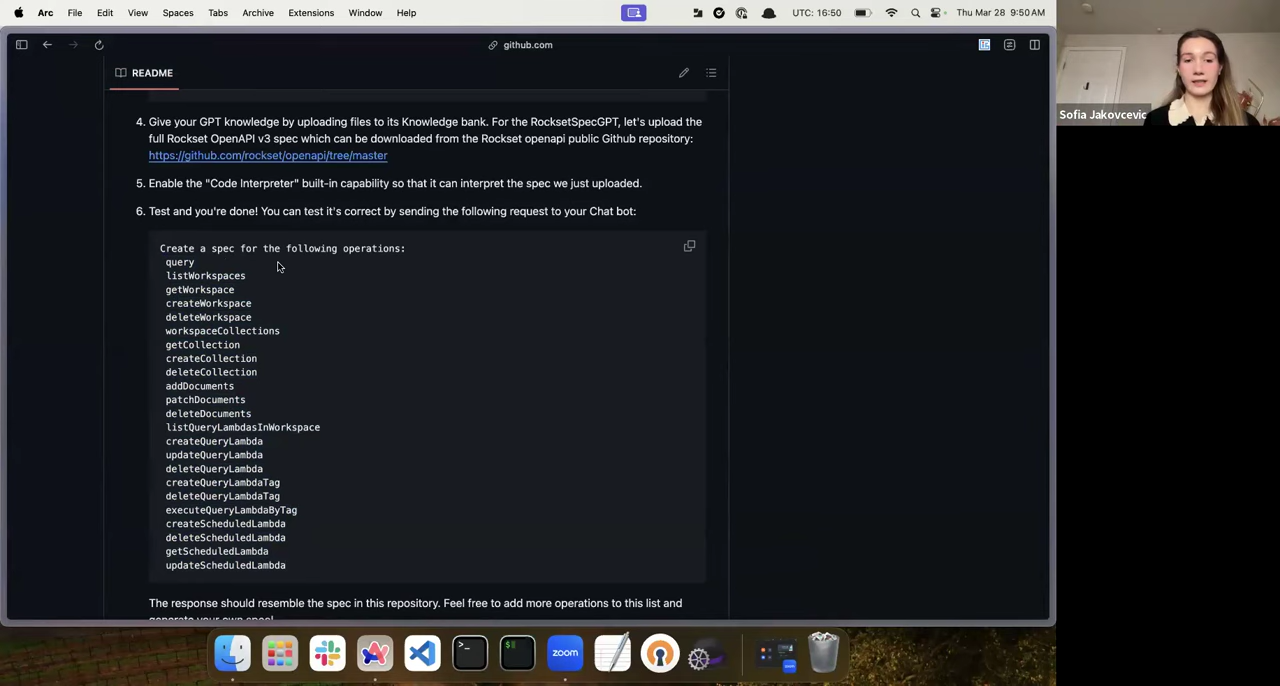 Arc File Edit View Spaces Tabs Archive Extensions Window Help UTC: 16:50 Thu Mar 28 9:50 AM
github.com
README
4. Give your GPT knowledge by uploading files to its Knowledge bank. For the RocksetSpecGPT, let's upload the
full Rockset OpenAPI v3 spec which can be downloaded from the Rockset openapi public Github repository:
https://github.com/rockset/openapi/tree/master
5. Enable the "Code Interpreter" built-in capability so that it can interpret the spec we just uploaded.
6. Test and you're done! You can test it's correct by sending the following request to your Chat bot:
Create a spec for the following operations:
query
listWorkspaces
getWorkspace
createWorkspace
deleteWorkspace
workspaceCollections
getCollection
createCollection
deleteCollection
addDocuments
patchDocuments
deleteDocuments
listQueryLambdasInWorkspace
createQueryLambda
updateQueryLambda
deleteQueryLambda
createQueryLambdaTag
deleteQueryLambdaTag
executeQueryLambdaByTag
createScheduledLambda
deleteScheduledLambda
getScheduledLambda
updateScheduledLambda
The response should resemble the spec in this repository. Feel free to add more operations to this list and
generate your own spec!
zoom
Sofia Jakovcevic